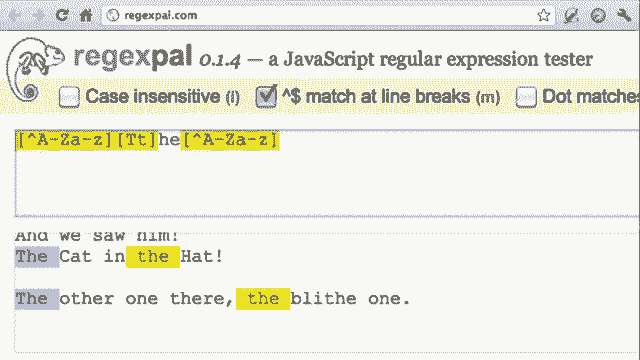 regexpal.com
regexpal 0.1.4 — a JavaScript regular expression tester
Case insensitive (i) ^$ match at line breaks (m) Dot matches
[^A-Za-z][Tt]he[^A-Za-z]
And we saw him!
The Cat in the Hat!
The other one there, the blithe one.